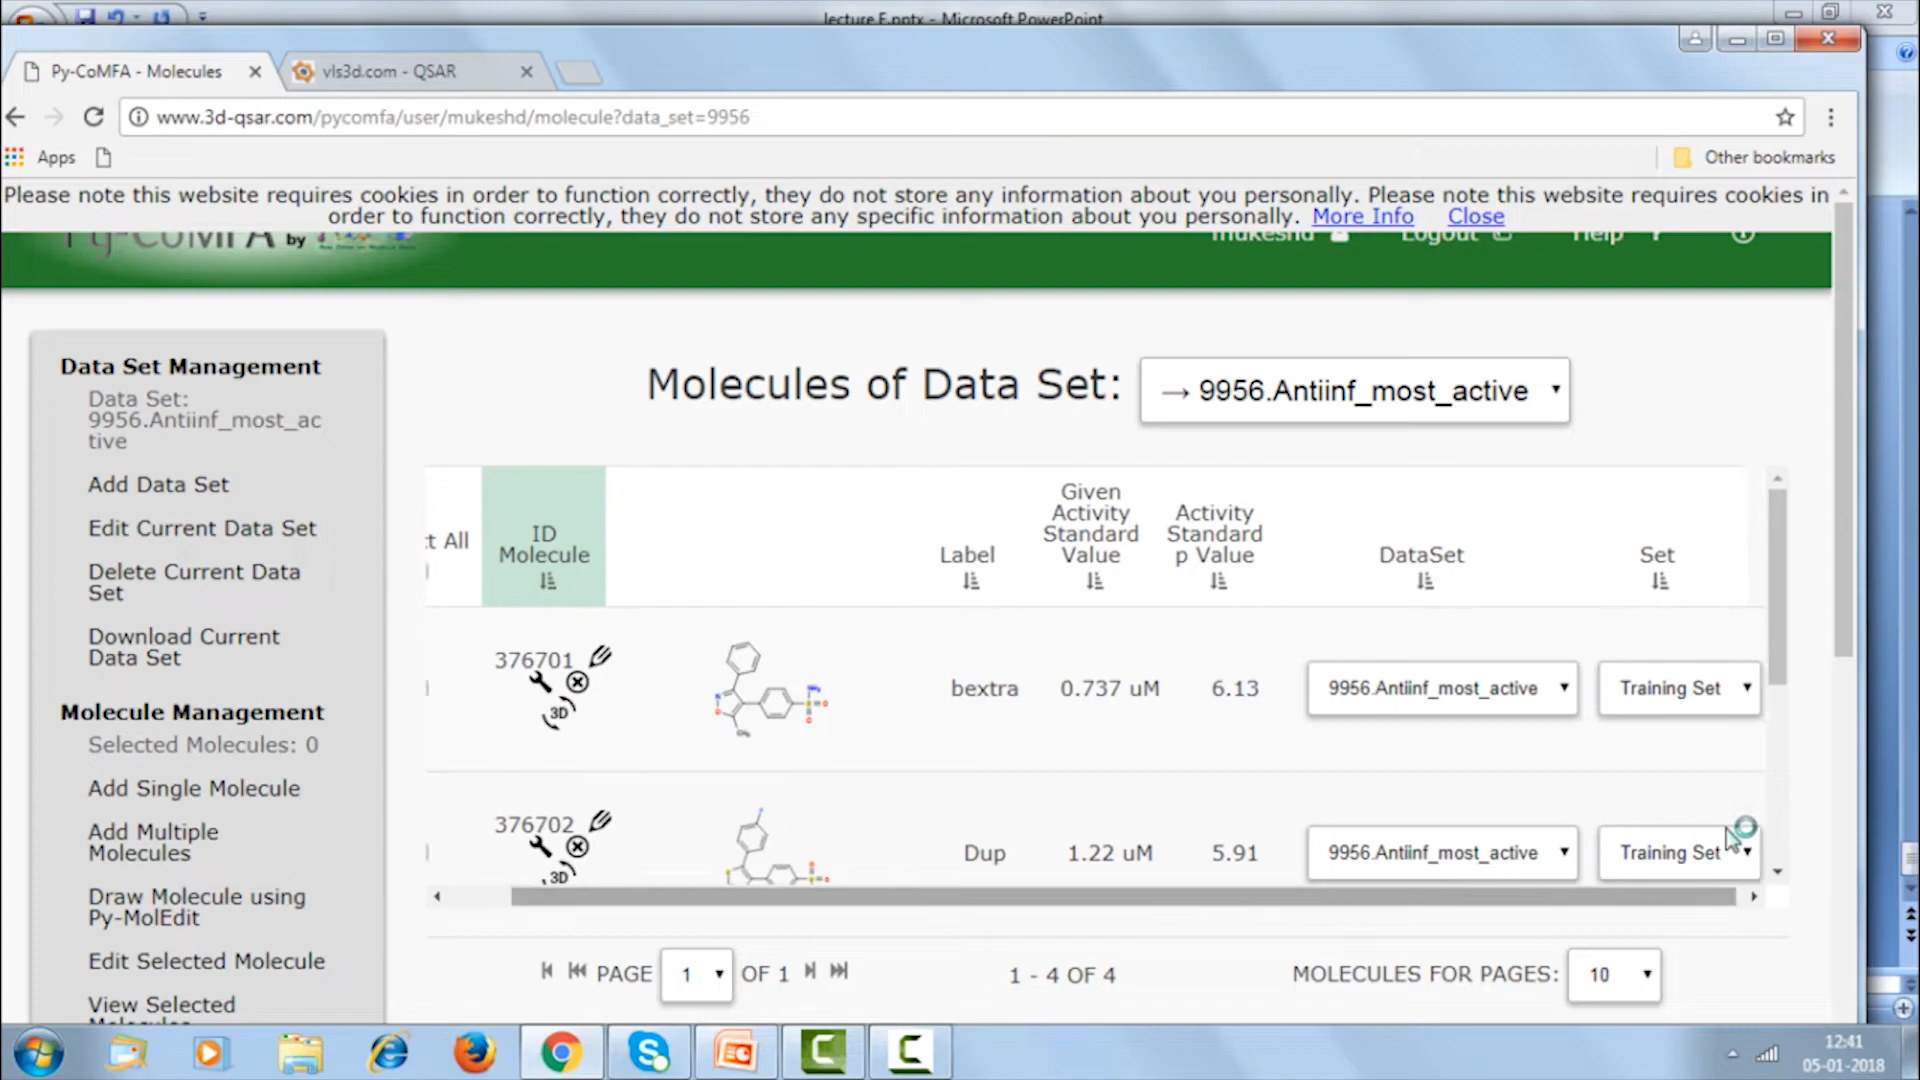 lecture E.pptx - Microsoft PowerPoint
Py-CoMFA - Molecules
vls3d.com - QSAR
www.3d-qsar.com/pycomfa/user/mukeshd/molecule?data_set=9956
Apps
Other bookmarks
Please note this website requires cookies in order to function correctly, they do not store any information about you personally. Please note this website requires cookies in
order to function correctly, they do not store any specific information about you personally. More Info Close
Py-CoMFA by
mukeshd Logout Help ?
Data Set Management
Data Set:
9956.Antiinf_most_ac
tive
Add Data Set
Edit Current Data Set
Delete Current Data
Set
Download Current
Data Set
Molecule Management
Selected Molecules: 0
Add Single Molecule
Add Multiple
Molecules
Draw Molecule using
Py-MolEdit
Edit Selected Molecule
View Selected
Molecules
Molecules of Data Set: → 9956.Antiinf_most_active
t All
ID
Molecule
Label
Given
Activity
Standard
Value
Activity
Standard
p Value
DataSet
Set
376701
3D
bextra 0.737 uM 6.13 9956.Antiinf_most_active Training Set
376702
3D
Dup 1.22 uM 5.91 9956.Antiinf_most_active Training Set
PAGE 1 OF 1 1 - 4 OF 4 MOLECULES FOR PAGES: 10
12:41
05-01-2018